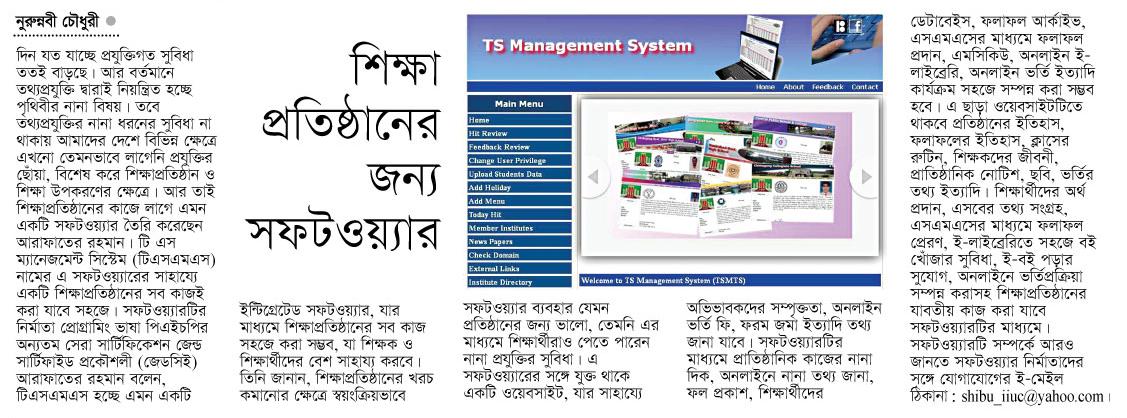 নুরুন্নবী চৌধুরী ●
শিক্ষা
প্রতিষ্ঠানের
জন্য
সফটওয়্যার
দিন যত যাচ্ছে প্রযুক্তিগত সুবিধা
ততই বাড়ছে। আর বর্তমানে
তথ্যপ্রযুক্তি দ্বারাই নিয়ন্ত্রিত হচ্ছে
পৃথিবীর নানা বিষয়। তবে
তথ্যপ্রযুক্তির নানা ধরনের সুবিধা না
থাকায় আমাদের দেশে বিভিন্ন ক্ষেত্রে
এখনো তেমনভাবে লাগেনি প্রযুক্তির
ছোঁয়া, বিশেষ করে শিক্ষাপ্রতিষ্ঠান ও
শিক্ষা উপকরণের ক্ষেত্রে। আর তাই
শিক্ষাপ্রতিষ্ঠানের কাজে লাগে এমন
একটি সফটওয়্যার তৈরি করেছেন
আরাফাতের রহমান। টি এস
ম্যানেজমেন্ট সিস্টেম (টিএসএমএস)
নামের এ সফটওয়্যারের সাহায্যে
একটি শিক্ষাপ্রতিষ্ঠানের সব কাজই
করা যাবে সহজে। সফটওয়্যারটির
নির্মাতা প্রোগ্রামিং ভাষা পিএইচপির
অন্যতম সেরা সার্টিফিকেশন জেন্ড
সার্টিফাইড প্রকৌশলী (জেডসিই)
আরাফাতের রহমান বলেন,
টিএসএমএস হচ্ছে এমন একটি
ইন্টিগ্রেটেড সফটওয়্যার, যার
মাধ্যমে শিক্ষাপ্রতিষ্ঠানের সব কাজ
সহজে করা সম্ভব, যা শিক্ষক ও
শিক্ষার্থীদের বেশ সাহায্য করবে।
তিনি জানান, শিক্ষাপ্রতিষ্ঠানের খরচ
কমানোর ক্ষেত্রে স্বয়ংক্রিয়ভাবে
TS Management System
Home About Feedback Contact
Main Menu
Home
Hit Review
Feedback Review
Change User Privilege
Upload Students Data
Add Holiday
Add Menu
Today Hit
Member Institutes
News Papers
Check Domain
External Links
Institute Directory
Welcome to TS Management System (TSMTS)
সফটওয়্যার ব্যবহার যেমন
প্রতিষ্ঠানের জন্য ভালো, তেমনি এর
মাধ্যমে শিক্ষার্থীরাও পেতে পারেন
নানা প্রযুক্তির সুবিধা। এ
সফটওয়্যারের সঙ্গে যুক্ত থাকে
একটি ওয়েবসাইট, যার সাহায্যে
অভিভাবকদের সম্পৃক্ততা, অনলাইন
ভর্তি ফি, ফরম জমা ইত্যাদি তথ্য
জানা যাবে। সফটওয়্যারটির
মাধ্যমে প্রাতিষ্ঠানিক কাজের নানা
দিক, অনলাইনে নানা তথ্য জানা,
ফল প্রকাশ, শিক্ষার্থীদের
ডেটাবেইস, ফলাফল আর্কাইভ,
এসএমএসের মাধ্যমে ফলাফল
প্রদান, এমসিকিউ, অনলাইন ই-
লাইব্রেরি, অনলাইন ভর্তি ইত্যাদি
কার্যক্রম সহজে সম্পন্ন করা সম্ভব
হবে। এ ছাড়া ওয়েবসাইটটিতে
থাকবে প্রতিষ্ঠানের ইতিহাস,
ফলাফলের ইতিহাস, ক্লাসের
রুটিন, শিক্ষকদের জীবনী,
প্রাতিষ্ঠানিক নোটিশ, ছবি, ভর্তির
তথ্য ইত্যাদি। শিক্ষার্থীদের অর্থ
প্রদান, এসবের তথ্য সংগ্রহ,
এসএমএসের মাধ্যমে ফলাফল
প্রেরণ, ই-লাইব্রেরিতে সহজে বই
খোঁজার সুবিধা, ই-বই পড়ার
সুযোগ, অনলাইনে ভর্তিপ্রক্রিয়া
সম্পন্ন করাসহ শিক্ষাপ্রতিষ্ঠানের
যাবতীয় কাজ করা যাবে
সফটওয়্যারটির মাধ্যমে।
সফটওয়্যারটি সম্পর্কে আরও
জানতে সফটওয়্যার নির্মাতাদের
সঙ্গে যোগাযোগের ই-মেইল
ঠিকানা: shibu_iiuc@yahoo.com।